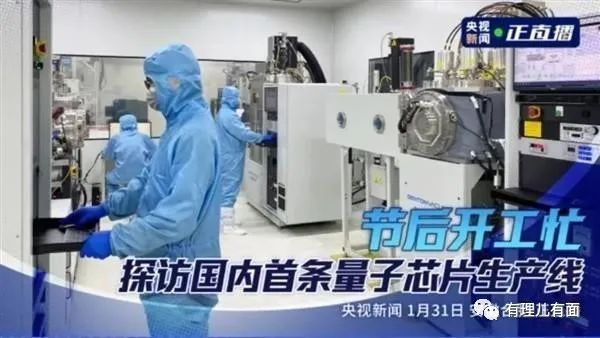 央视新闻 正直播
节后开工忙
探访国内首条量子芯片生产线
央视新闻 1月31日
有理儿有面